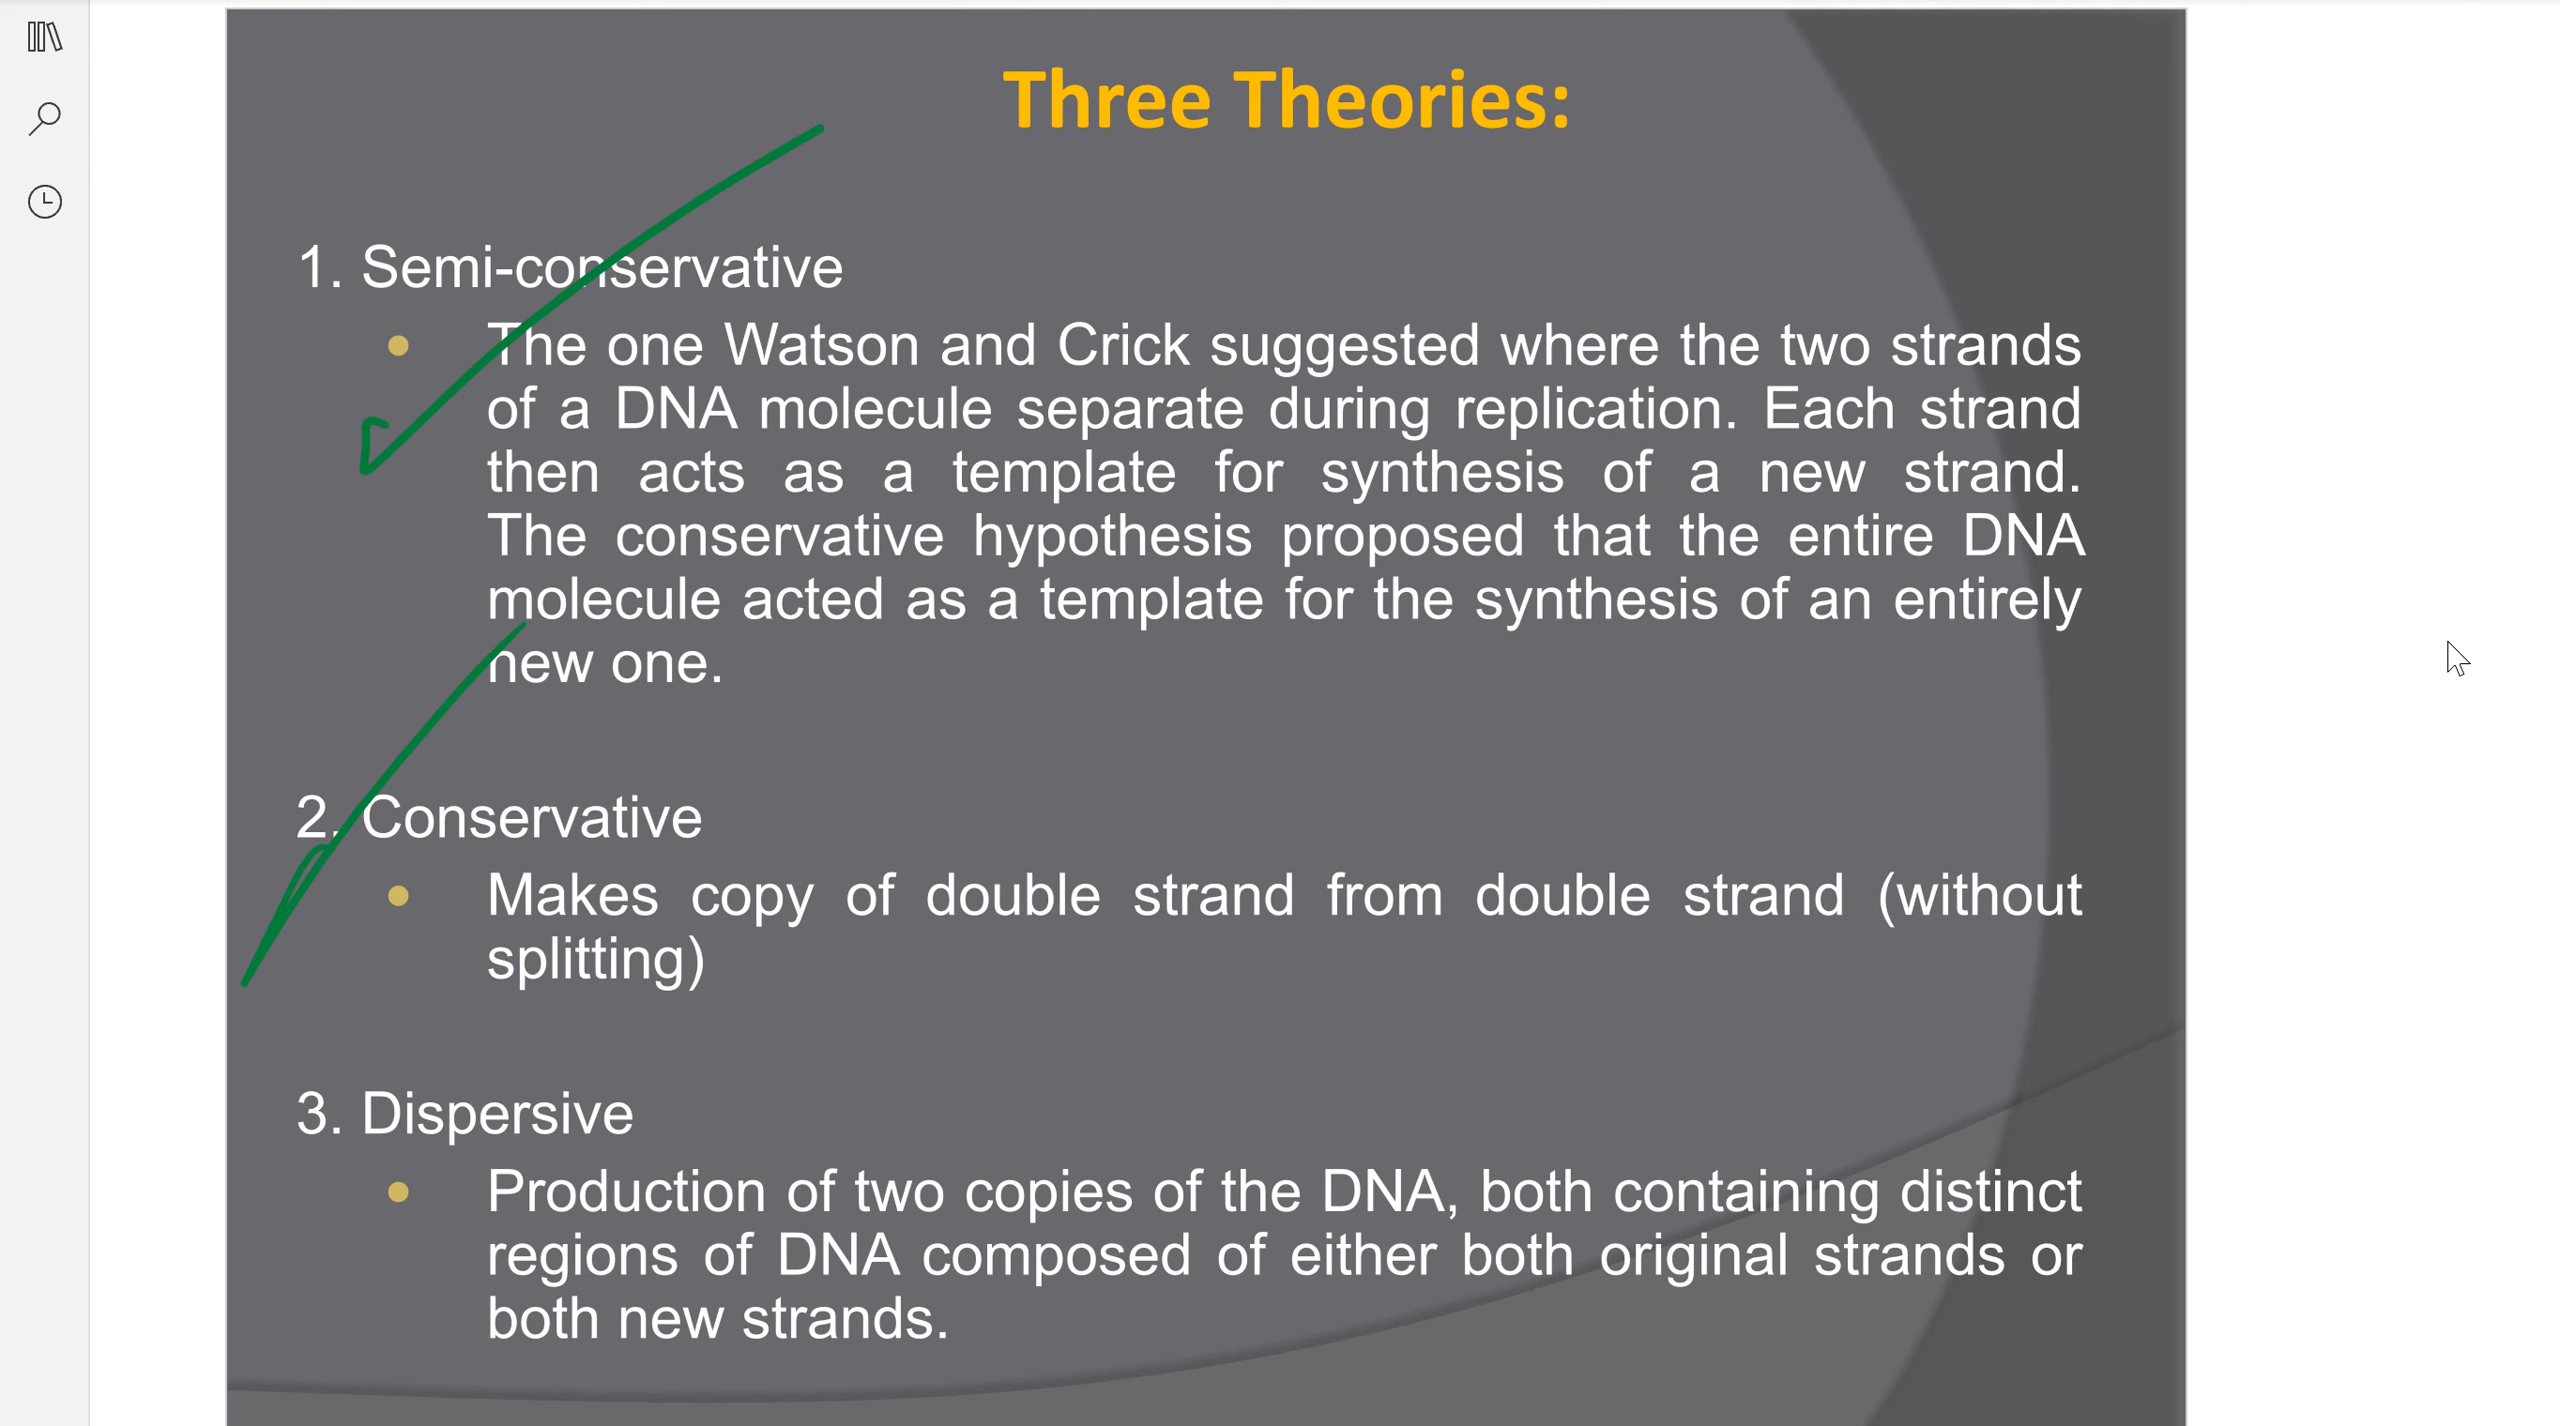 Three Theories:
1. Semi-conservative
The one Watson and Crick suggested where the two strands
of a DNA molecule separate during replication. Each strand
then acts as a template for synthesis of a new strand.
The conservative hypothesis proposed that the entire DNA
molecule acted as a template for the synthesis of an entirely
new one.
2. Conservative
Makes copy of double strand from double strand (without
splitting)
3. Dispersive
Production of two copies of the DNA, both containing distinct
regions of DNA composed of either both original strands or
both new strands.